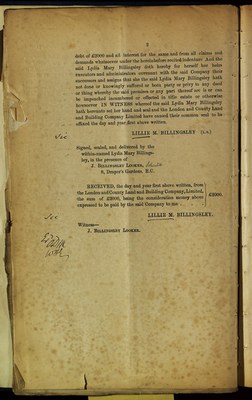 3
debt of £3000 and all interest for the same and from all claims and
demands whatsoever under the hereinbefore recited Indenture And the
said Lydia Mary Billingsley doth hereby for herself her heirs
executors and administrators covenant with the said Company their
successors and assigns that she the said Lydia Mary Billingsley hath
not done or knowingly suffered or been party or privy to any deed
or thing whereby the said premises or any part thereof are is or can
be impeached incumbered or affected in title estate or otherwise
howsoever IN WITNESS whereof the said Lydia Mary Billingsley
hath hereunto set her hand and seal and the London and County Land
and Building Company Limited have caused their common seal to be
affixed the day and year first above written.
LILLIE M. BILLINGSLEY (L.S.)
Signed, sealed, and delivered by the
within-named Lydia Mary Billings-
ley, in the presence of
J. BILLINGSLEY LOOKER,
9, Draper's Gardens. E.C.
RECEIVED, the day and year first above written, from
the London and County Land and Building Company, Limited,
the sum of £3000, being the consideration money above
expressed to be paid by the said Company to me
£3000.
LILLIE M. BILLINGSLEY.
Witness—
J. BILLINGSLEY LOOKER.